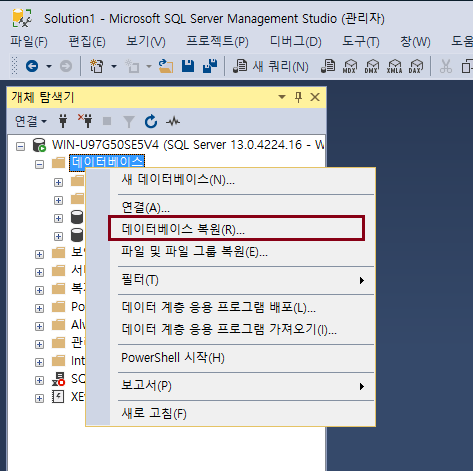 Solution1 - Microsoft SQL Server Management Studio (관리자)
파일(F) 편집(E) 보기(V) 프로젝트(P) 디버그(D) 도구(T) 창(W) 도움
새 쿼리(N) MDX DMX XMLA DAX
개체 탐색기
연결
WIN-U97G50SE5V4 (SQL Server 13.0.4224.16 - W
데이터베이스
새 데이터베이스(N)...
연결(A)...
데이터베이스 복원(R)...
파일 및 파일 그룹 복원(E)...
필터(T)
데이터 계층 응용 프로그램 배포(L)...
데이터 계층 응용 프로그램 가져오기(I)...
PowerShell 시작(H)
보고서(P)
새로 고침(F)
보
서
복
Po
Alw
관
Int
SQ
XE